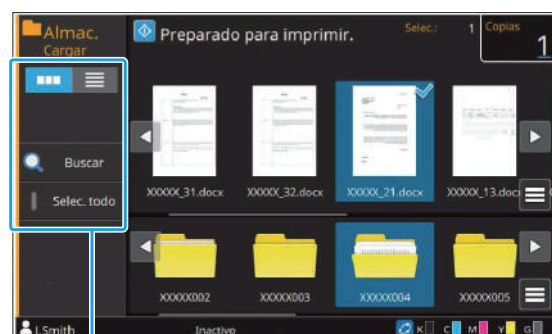 Almac.
Cargar
Preparado para imprimir.
Selec.: 1
Copias
1
Buscar
Selec. todo
XXXXX_31.docx
XXXXX_32.docx
XXXXX_21.docx
XXXXX_13.doc
XXXXX002
XXXXX003
XXXXX004
XXXXX005
J.Smith
Inactivo
K C M Y G